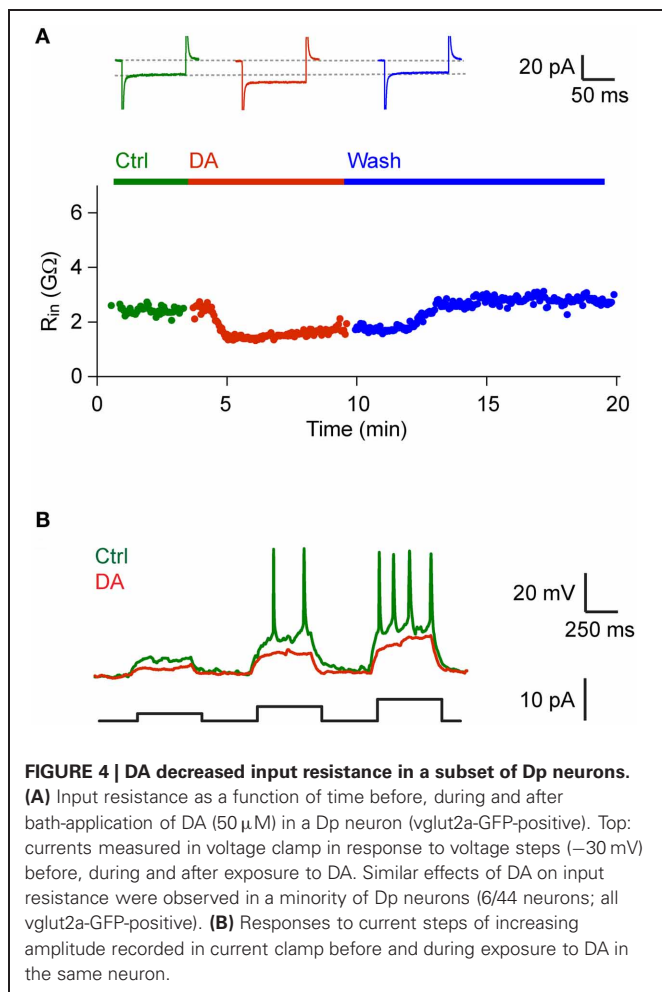 A
20 pA
50 ms
Ctrl DA Wash
6
4
2
0
Rin (GΩ)
0 5 10 15 20
Time (min)
B
Ctrl
DA
20 mV
250 ms
10 pA
FIGURE 4 | DA decreased input resistance in a subset of Dp neurons.
(A) Input resistance as a function of time before, during and after
bath-application of DA (50 μM) in a Dp neuron (vglut2a-GFP-positive). Top:
currents measured in voltage clamp in response to voltage steps (−30 mV)
before, during and after exposure to DA. Similar effects of DA on input
resistance were observed in a minority of Dp neurons (6/44 neurons; all
vglut2a-GFP-positive). (B) Responses to current steps of increasing
amplitude recorded in current clamp before and during exposure to DA in
the same neuron.